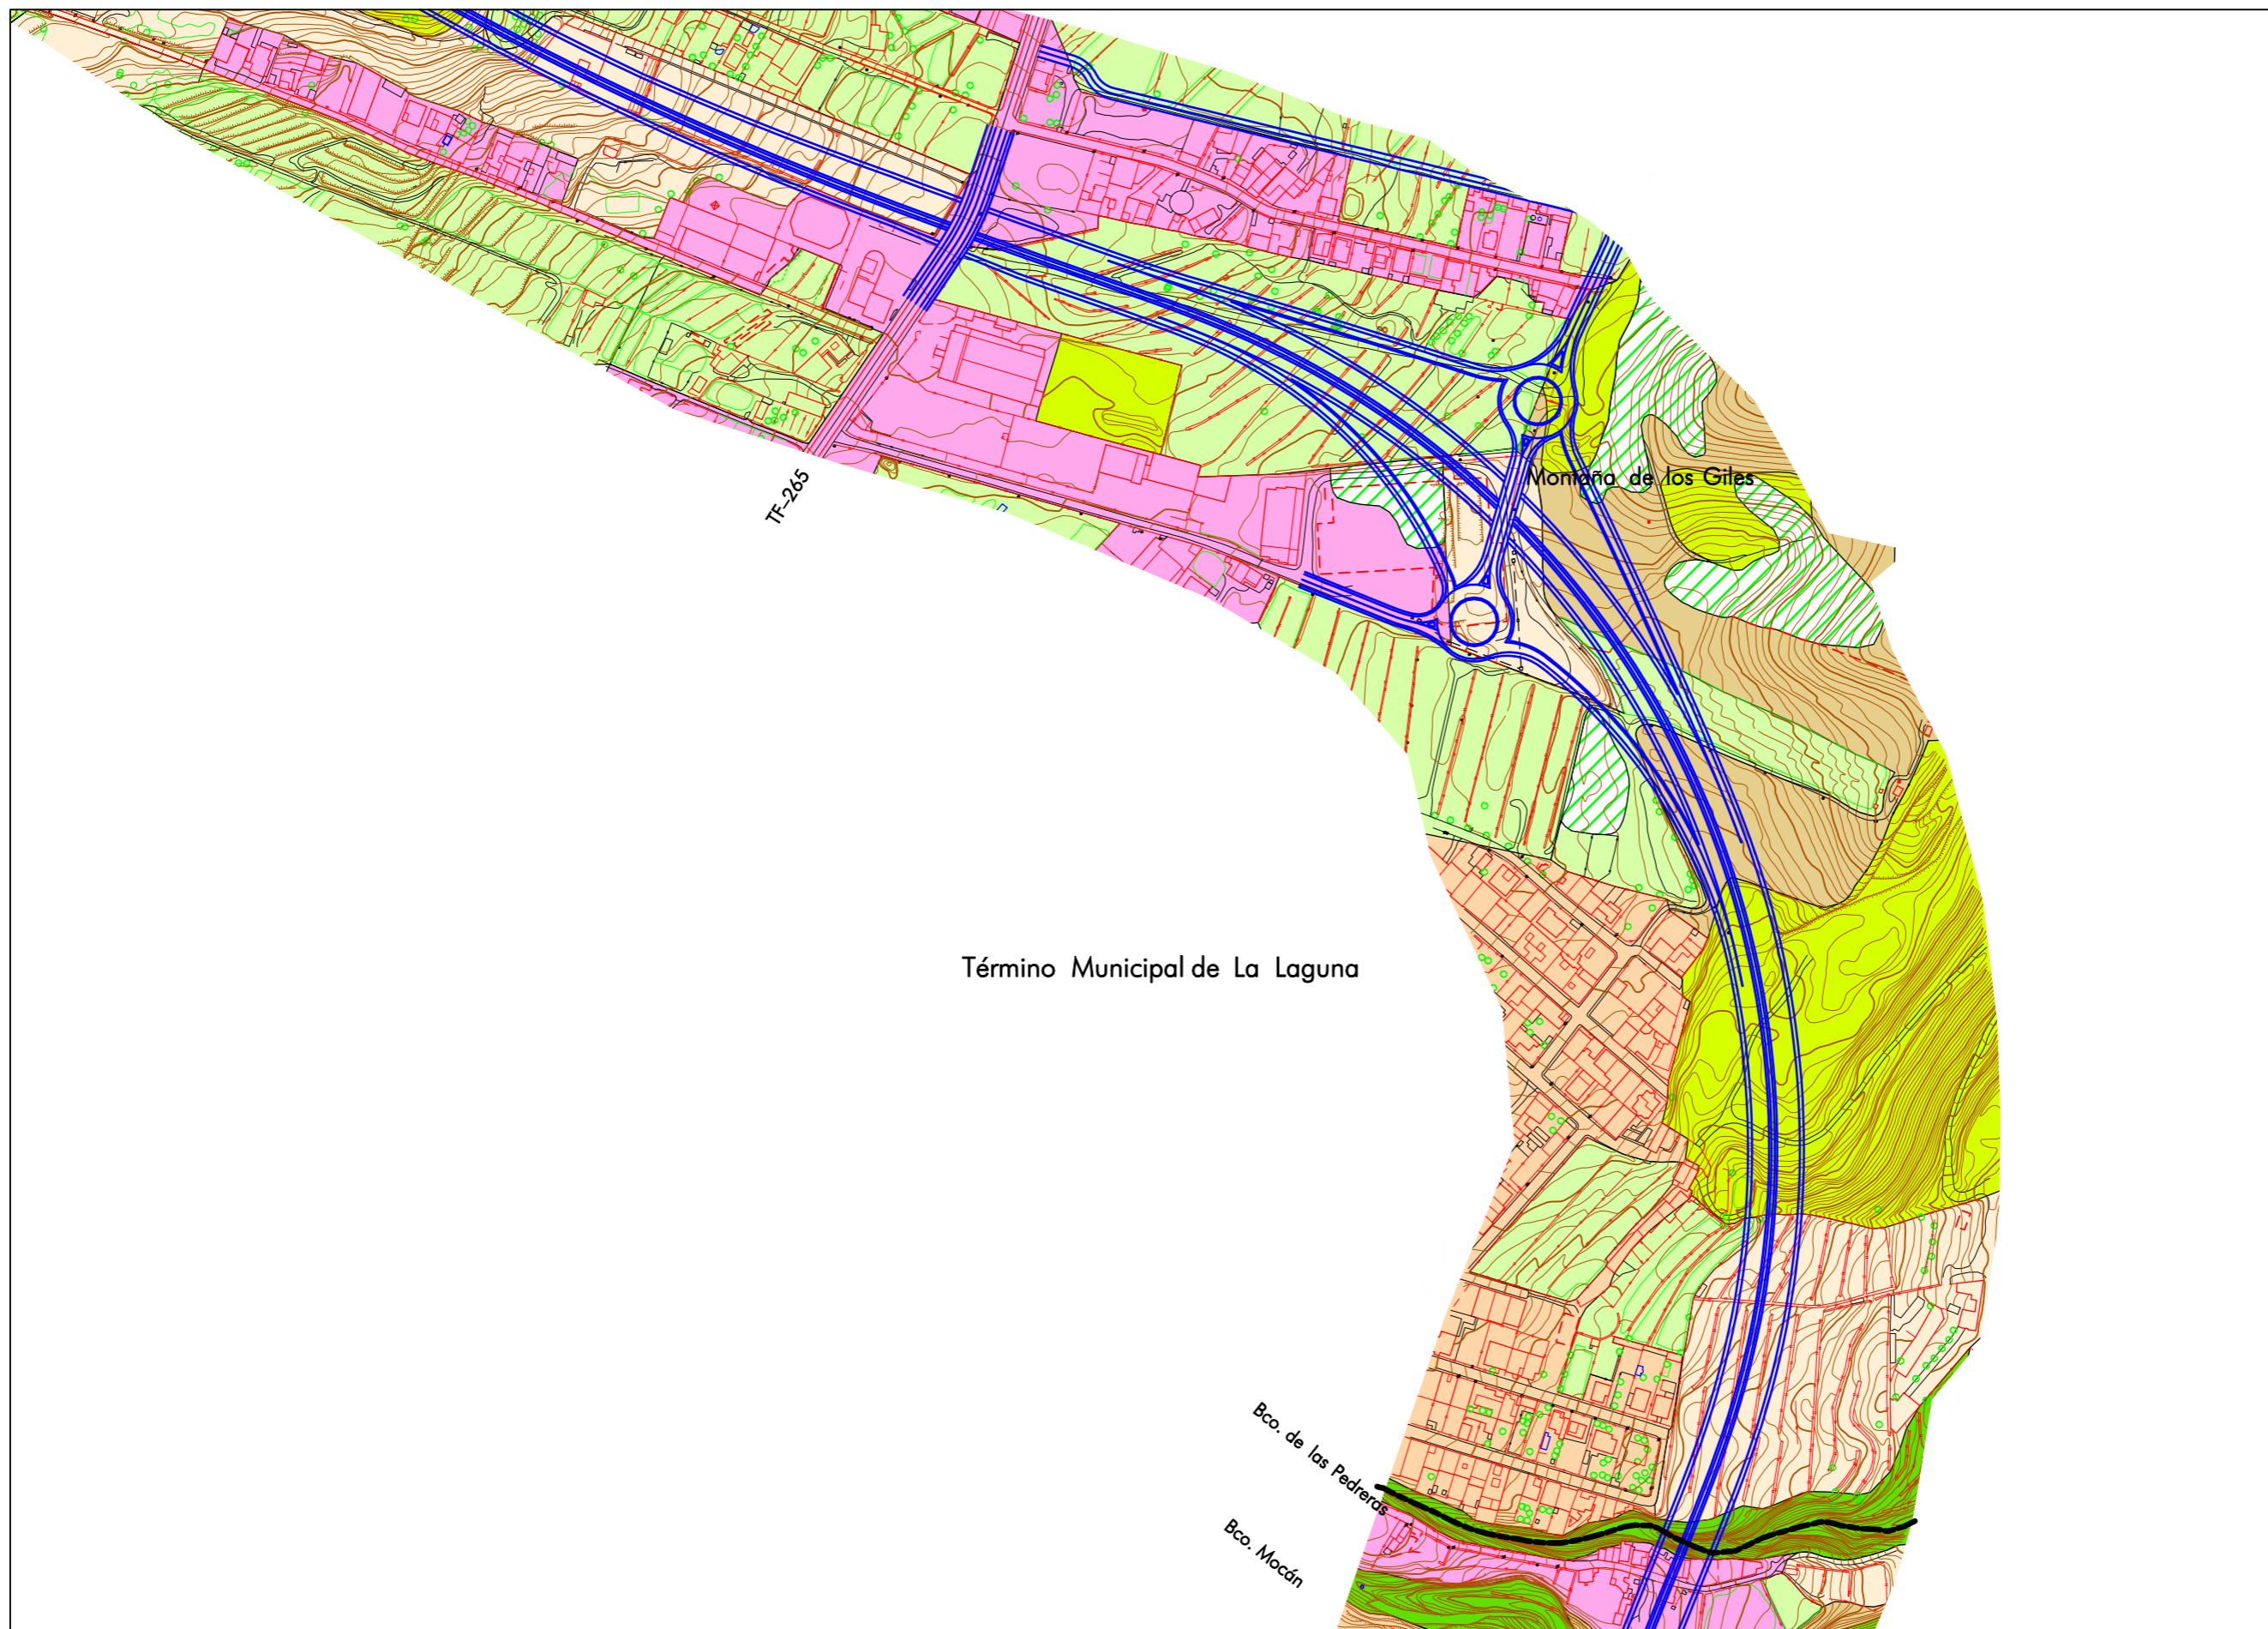 Montaña de los Giles
TF-265
Término Municipal de La Laguna
Bco. de las Pedreras
Bco. Mocán